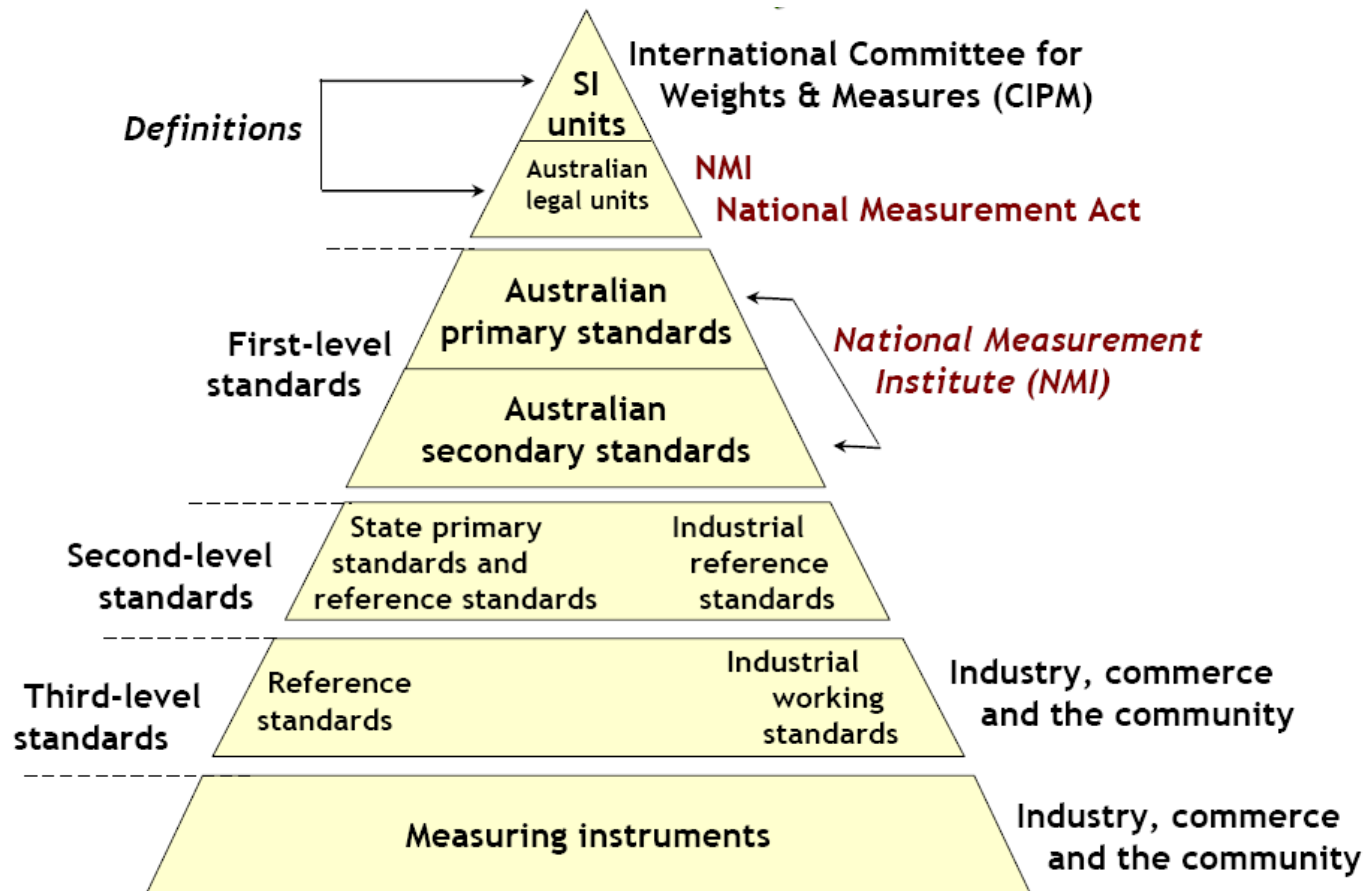 International Committee for
Weights & Measures (CIPM)
SI
units
Definitions
Australian
legal units
NMI
National Measurement Act
Australian
primary standards
First-level
standards
National Measurement
Institute (NMI)
Australian
secondary standards
State primary
standards and
reference standards
Industrial
reference
standards
Second-level
standards
Reference
standards
Industrial
working
standards
Third-level
standards
Industry, commerce
and the community
Measuring instruments
Industry, commerce
and the community